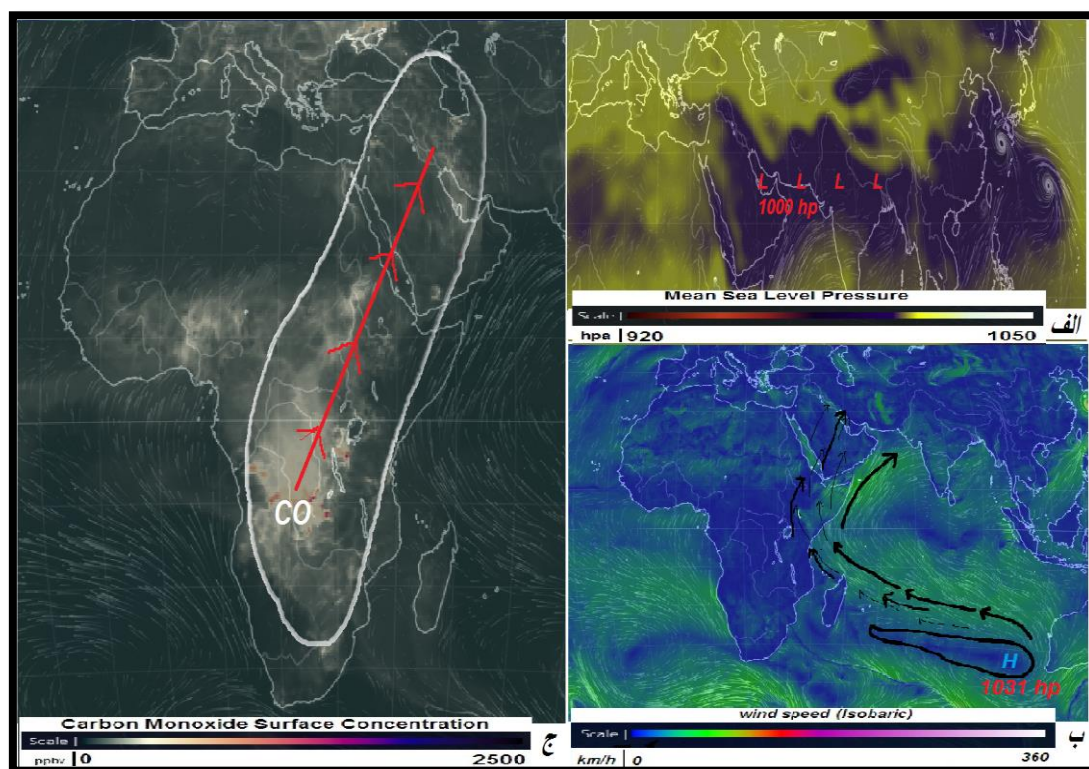 CO
Carbon Monoxide Surface Concentration
Scale |
ppbv | 0 2500
ج
L L L L
1000 hp
Mean Sea Level Pressure
Scale |
hpa | 920 1050
الف
H
1031 hp
wind speed (Isobaric)
Scale |
km/h | 0 360
ب